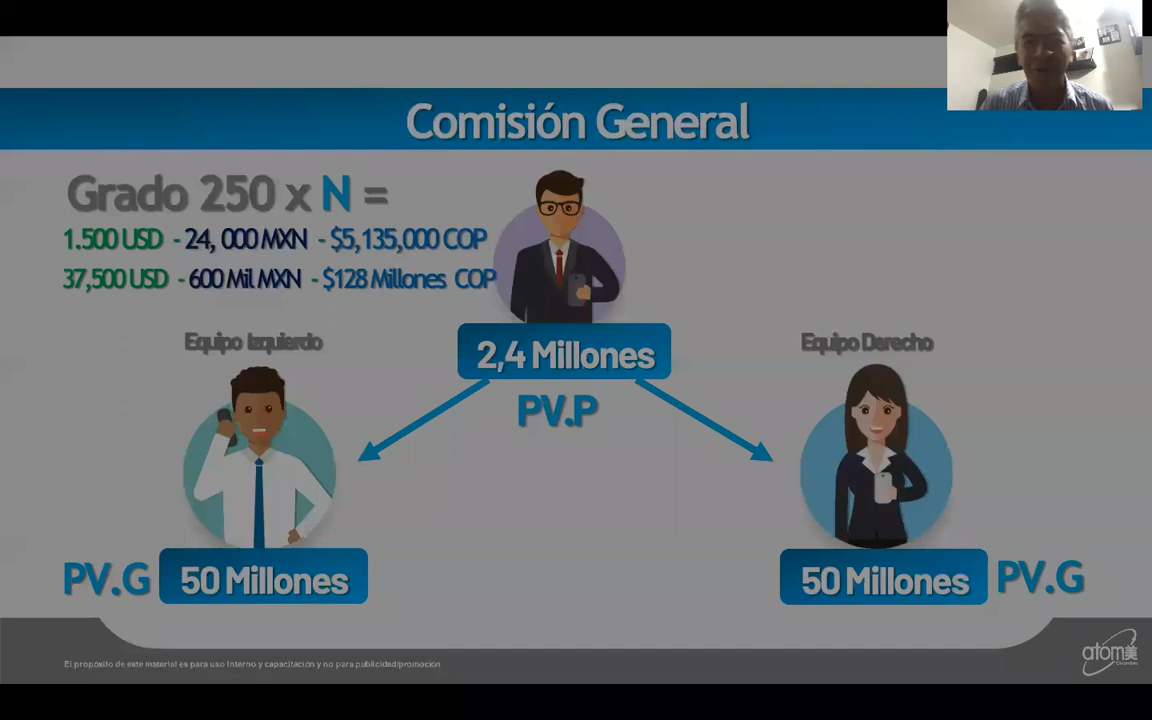 Comisión General
Grado 250 x N =
1.500 USD - 24, 000 MXN - $5,135,000 COP
37,500 USD - 600 Mil MXN - $128 Millones COP
Equipo Izquierdo
Equipo Derecho
2,4 Millones
PV.P
PV.G 50 Millones
50 Millones PV.G
El propósito de este material es para uso interno y capacitación y no para publicidad/promoción
atom美